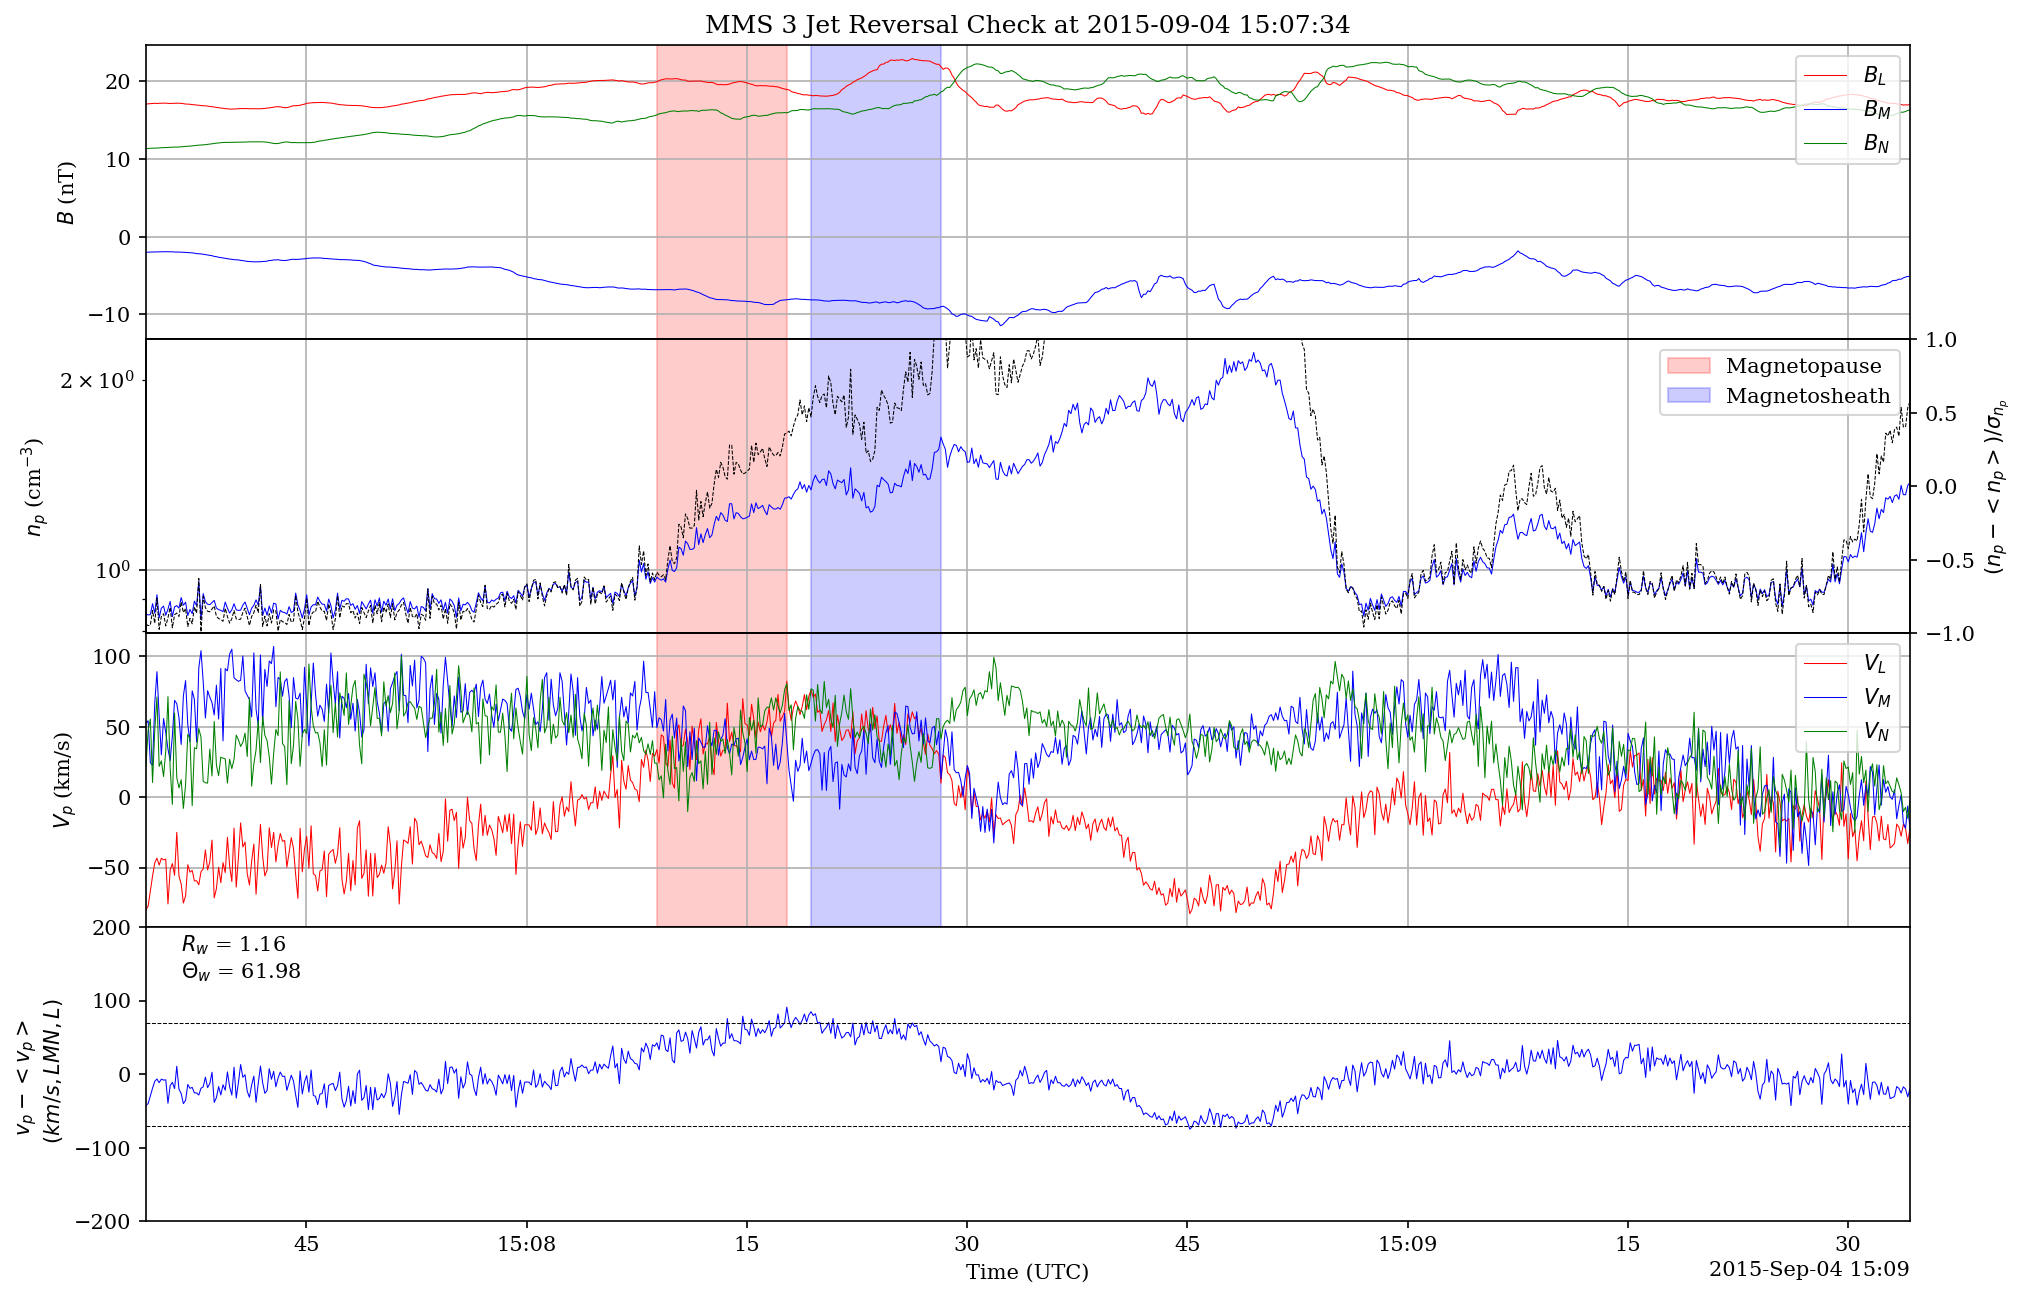 MMS 3 Jet Reversal Check at 2015-09-04 15:07:34
20
10
0
−10
B (nT)
B_L
B_M
B_N
2 × 10^0
10^0
n_p (cm^−3)
Magnetopause
Magnetosheath
1.0
0.5
0.0
−0.5
−1.0
(n_p − < n_p >)/σ_{n_p}
100
50
0
−50
V_p (km/s)
V_L
V_M
V_N
200
100
0
−100
−200
v_p − < v_p >
(km/s, LMN, L)
R_w = 1.16
Θ_w = 61.98
45
15:08
15
30
45
15:09
15
30
Time (UTC)
2015-Sep-04 15:09